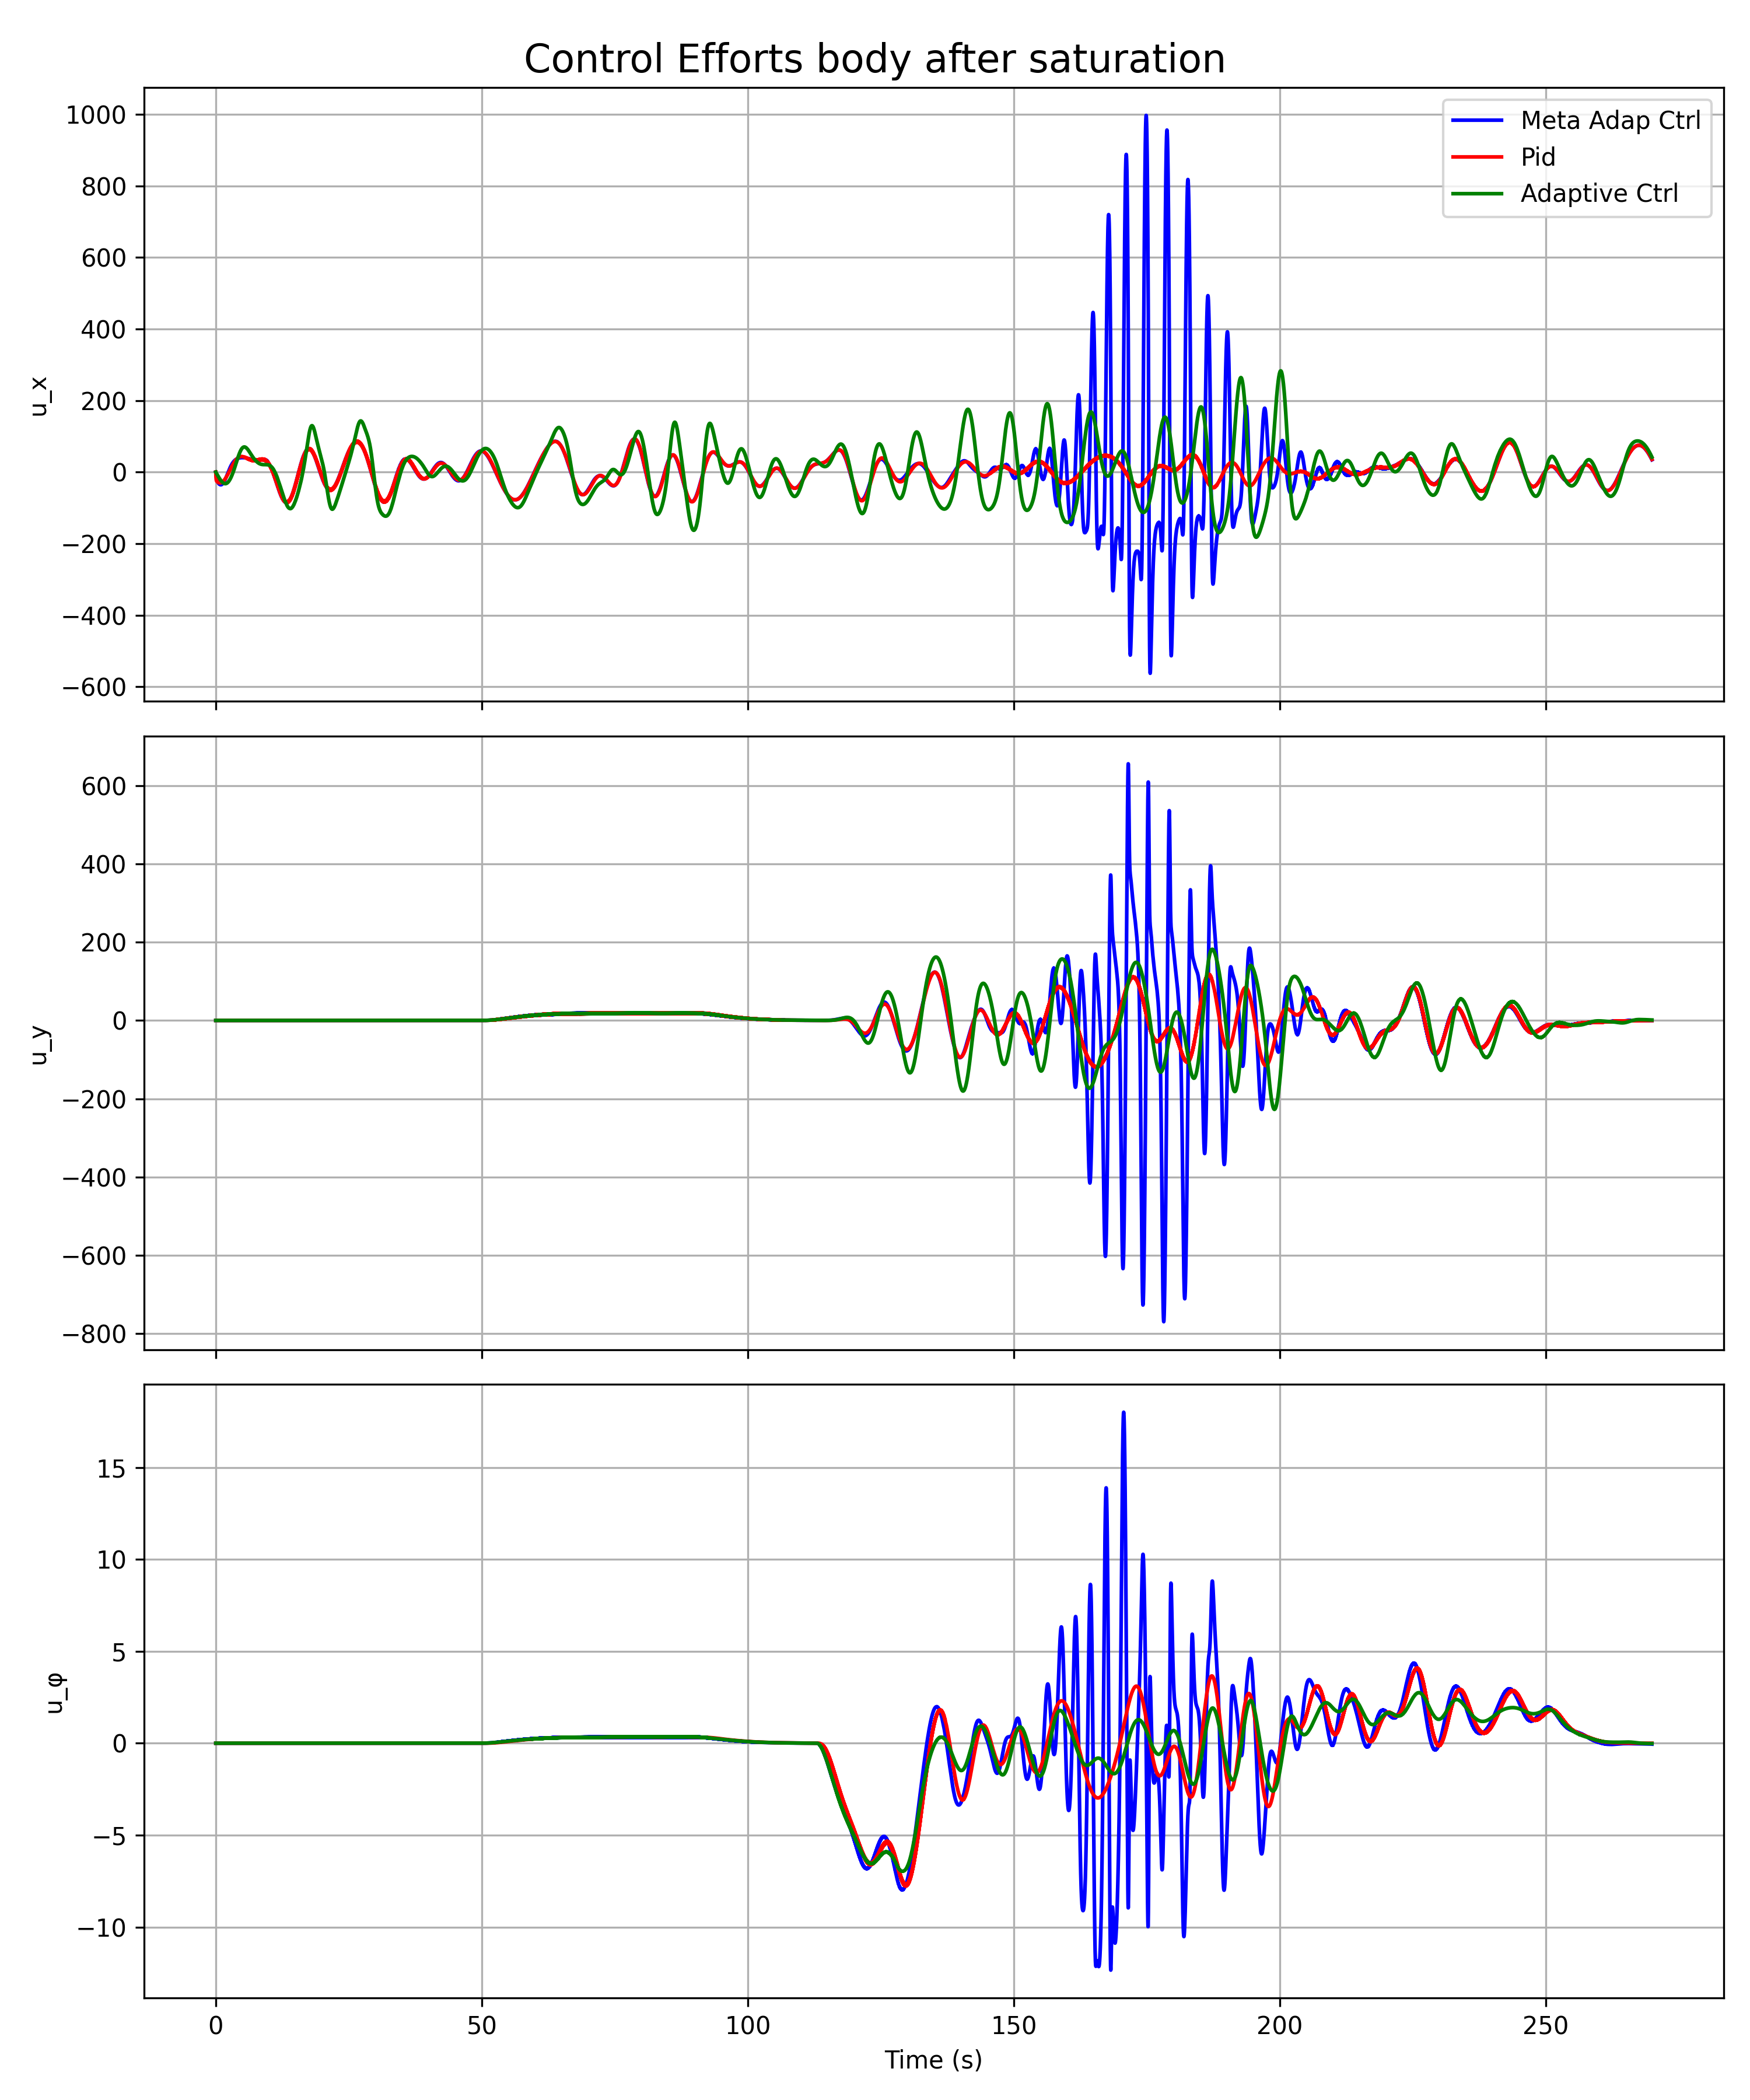 Control Efforts body after saturation
1000
800
600
400
200
0
−200
−400
−600
u_x
Meta Adap Ctrl
Pid
Adaptive Ctrl
600
400
200
0
−200
−400
−600
−800
u_y
15
10
5
0
−5
−10
u_φ
0 50 100 150 200 250
Time (s)